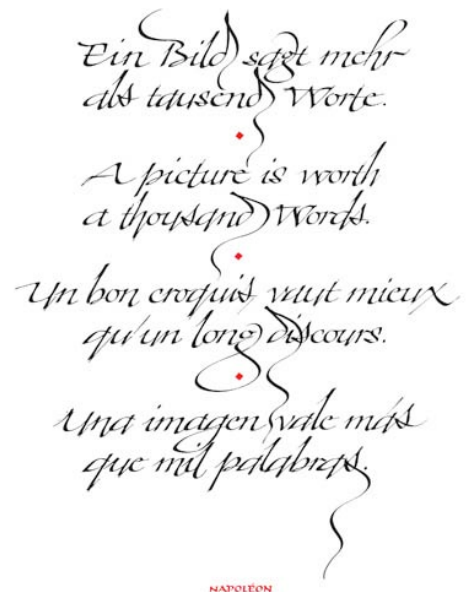 Ein Bild sagt mehr
als tausend Worte.
A picture is worth
a thousand Words.
Un bon croquis vaut mieux
qu'un long discours.
Una imagen vale más
que mil palabras.
NAPOLÉON